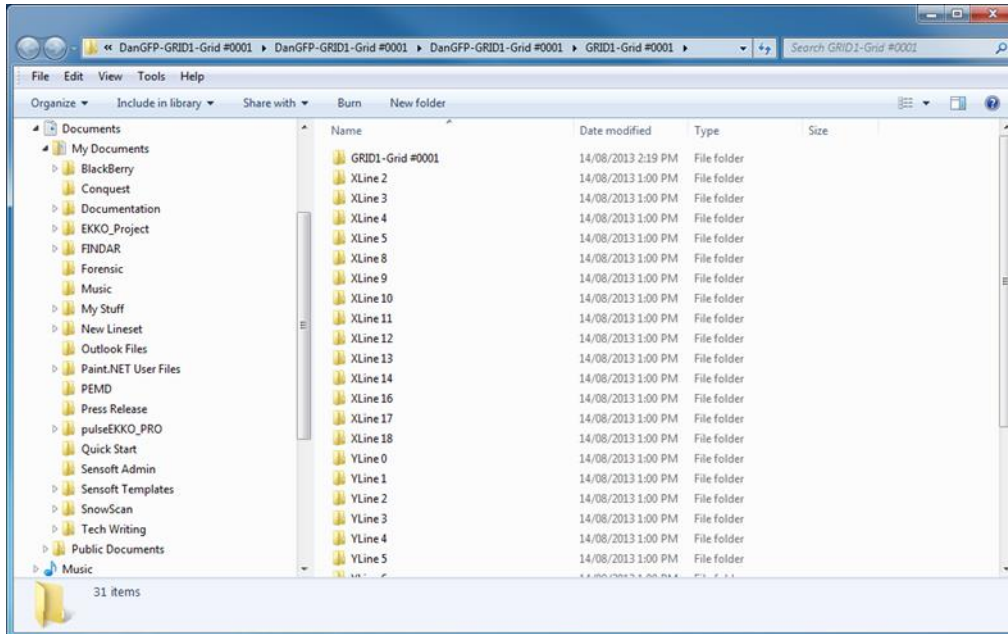 « DanGFP-GRID1-Grid #0001 ▸ DanGFP-GRID1-Grid #0001 ▸ DanGFP-GRID1-Grid #0001 ▸ GRID1-Grid #0001 ▸ Search GRID1-Grid #0001
File Edit View Tools Help
Organize Include in library Share with Burn New folder
Documents
My Documents
BlackBerry
Conquest
Documentation
EKKO_Project
FINDAR
Forensic
Music
My Stuff
New Lineset
Outlook Files
Paint.NET User Files
PEMD
Press Release
pulseEKKO_PRO
Quick Start
Sensoft Admin
Sensoft Templates
SnowScan
Tech Writing
Public Documents
Music
Name Date modified Type Size
GRID1-Grid #0001 14/08/2013 2:19 PM File folder
XLine 2 14/08/2013 1:00 PM File folder
XLine 3 14/08/2013 1:00 PM File folder
XLine 4 14/08/2013 1:00 PM File folder
XLine 5 14/08/2013 1:00 PM File folder
XLine 8 14/08/2013 1:00 PM File folder
XLine 9 14/08/2013 1:00 PM File folder
XLine 10 14/08/2013 1:00 PM File folder
XLine 11 14/08/2013 1:00 PM File folder
XLine 12 14/08/2013 1:00 PM File folder
XLine 13 14/08/2013 1:00 PM File folder
XLine 14 14/08/2013 1:00 PM File folder
XLine 16 14/08/2013 1:00 PM File folder
XLine 17 14/08/2013 1:00 PM File folder
XLine 18 14/08/2013 1:00 PM File folder
YLine 0 14/08/2013 1:00 PM File folder
YLine 1 14/08/2013 1:00 PM File folder
YLine 2 14/08/2013 1:00 PM File folder
YLine 3 14/08/2013 1:00 PM File folder
YLine 4 14/08/2013 1:00 PM File folder
YLine 5 14/08/2013 1:00 PM File folder
31 items